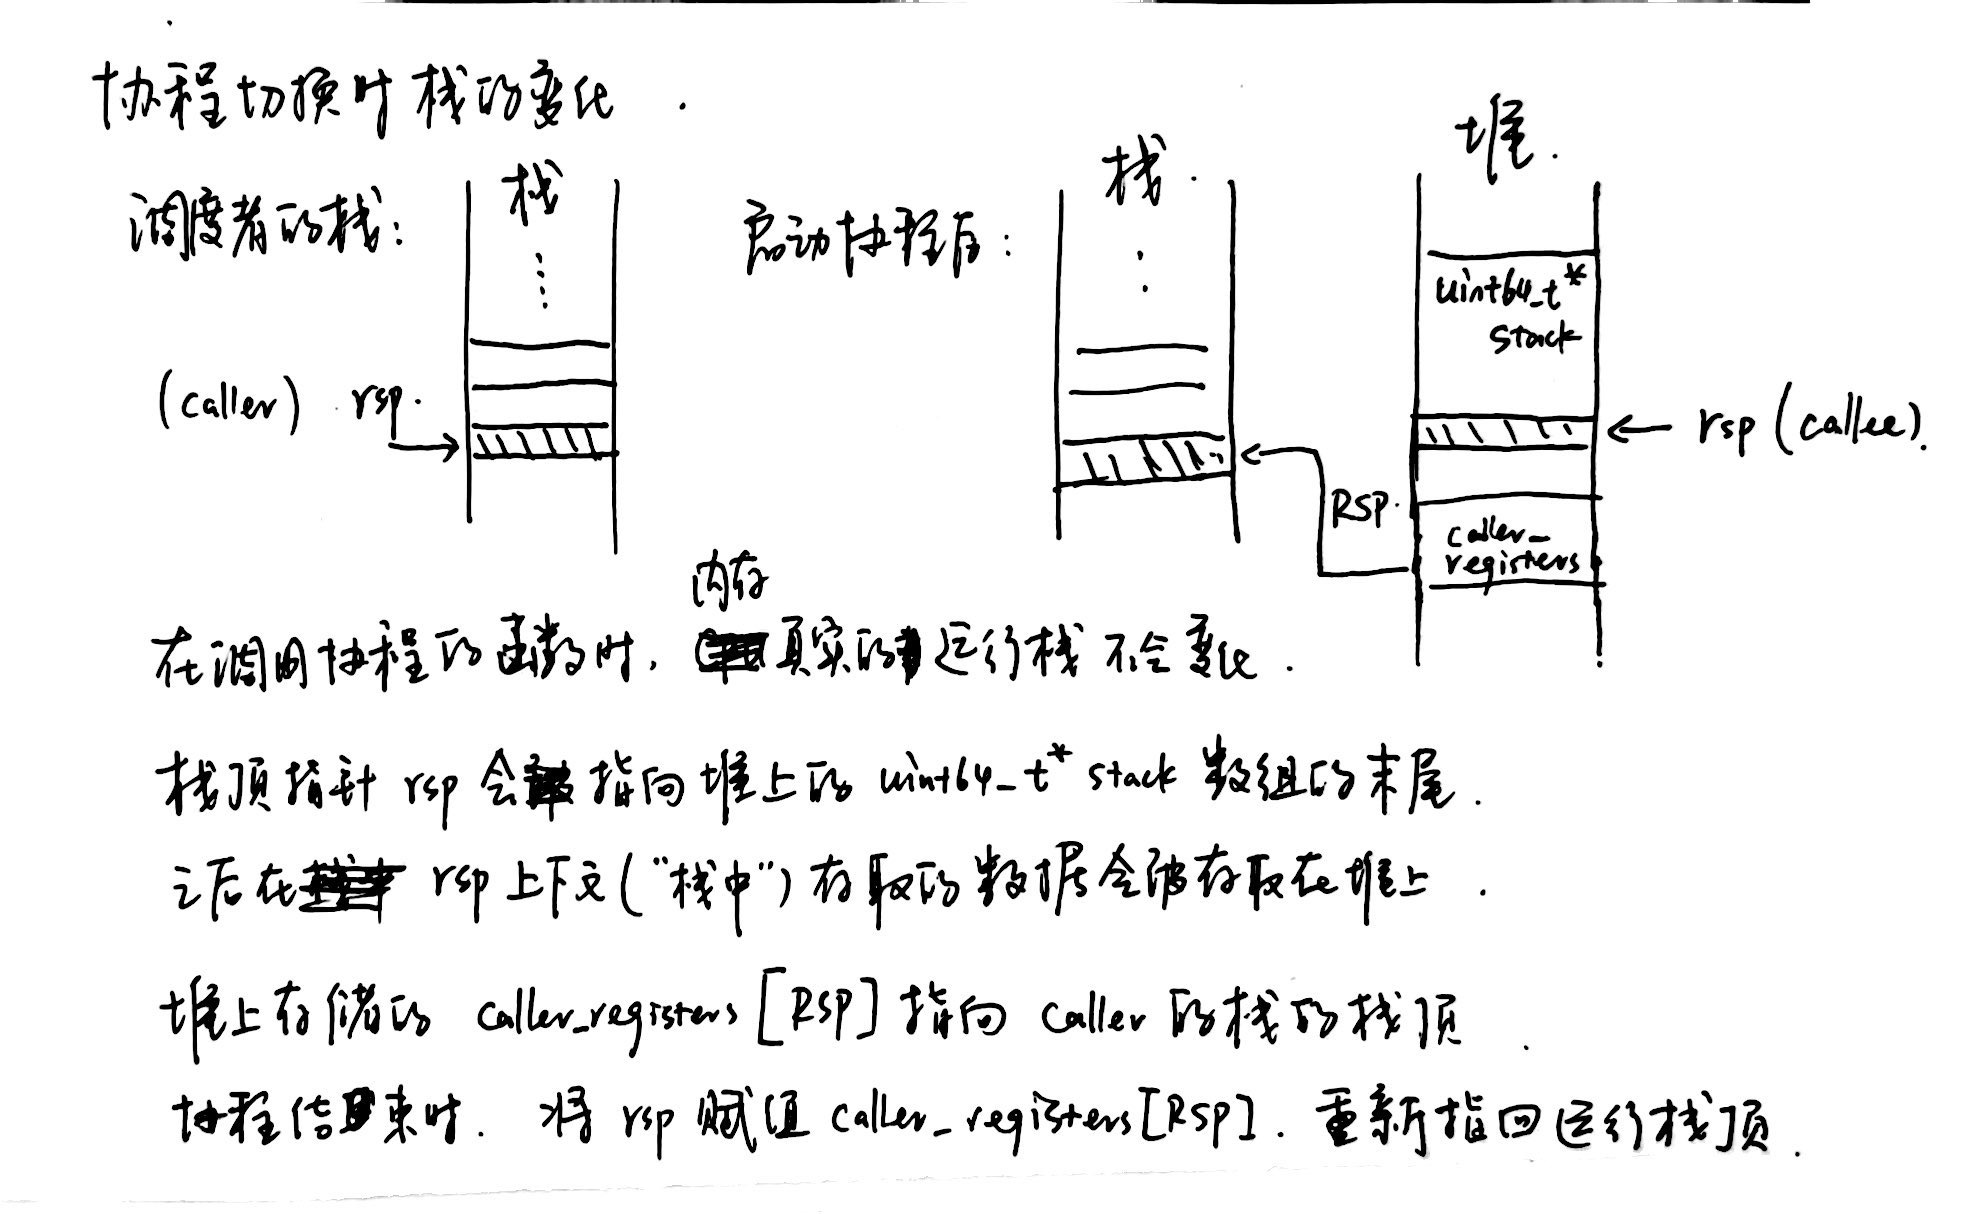 协程切换时栈的变化.
调度者的栈:
栈
(caller) rsp.
启动协程后:
栈.
堆.
uint64_t*
stack
rsp (callee).
RSP.
caller_
registers
内存
在调用协程的函数时, 真实的运行栈不会变化.
栈顶指针 rsp 会指向堆上的 uint64_t* stack 数组的末尾.
之后在 rsp 上下文("栈中")存取的数据会被存取在堆上.
堆上存储的 caller_registers [RSP] 指向 caller 的栈的栈顶.
协程结束时. 将 rsp 赋值 caller_registers[RSP]. 重新指回运行栈顶.